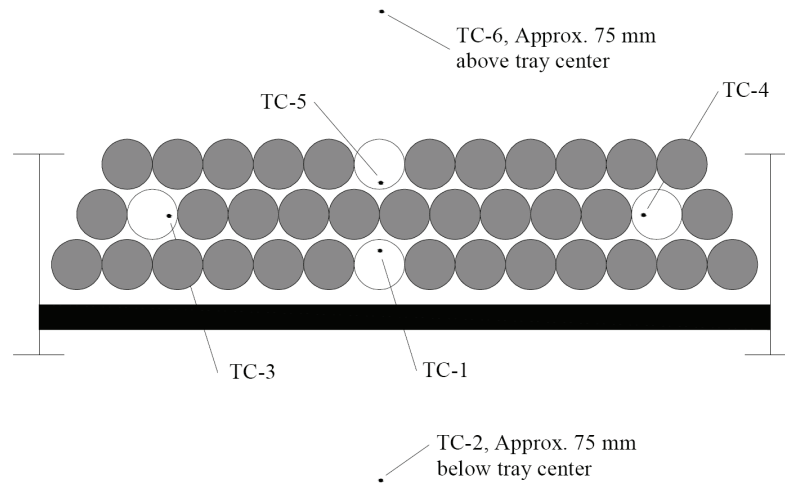 TC-6, Approx. 75 mm
above tray center
TC-5
TC-4
TC-3
TC-1
TC-2, Approx. 75 mm
below tray center